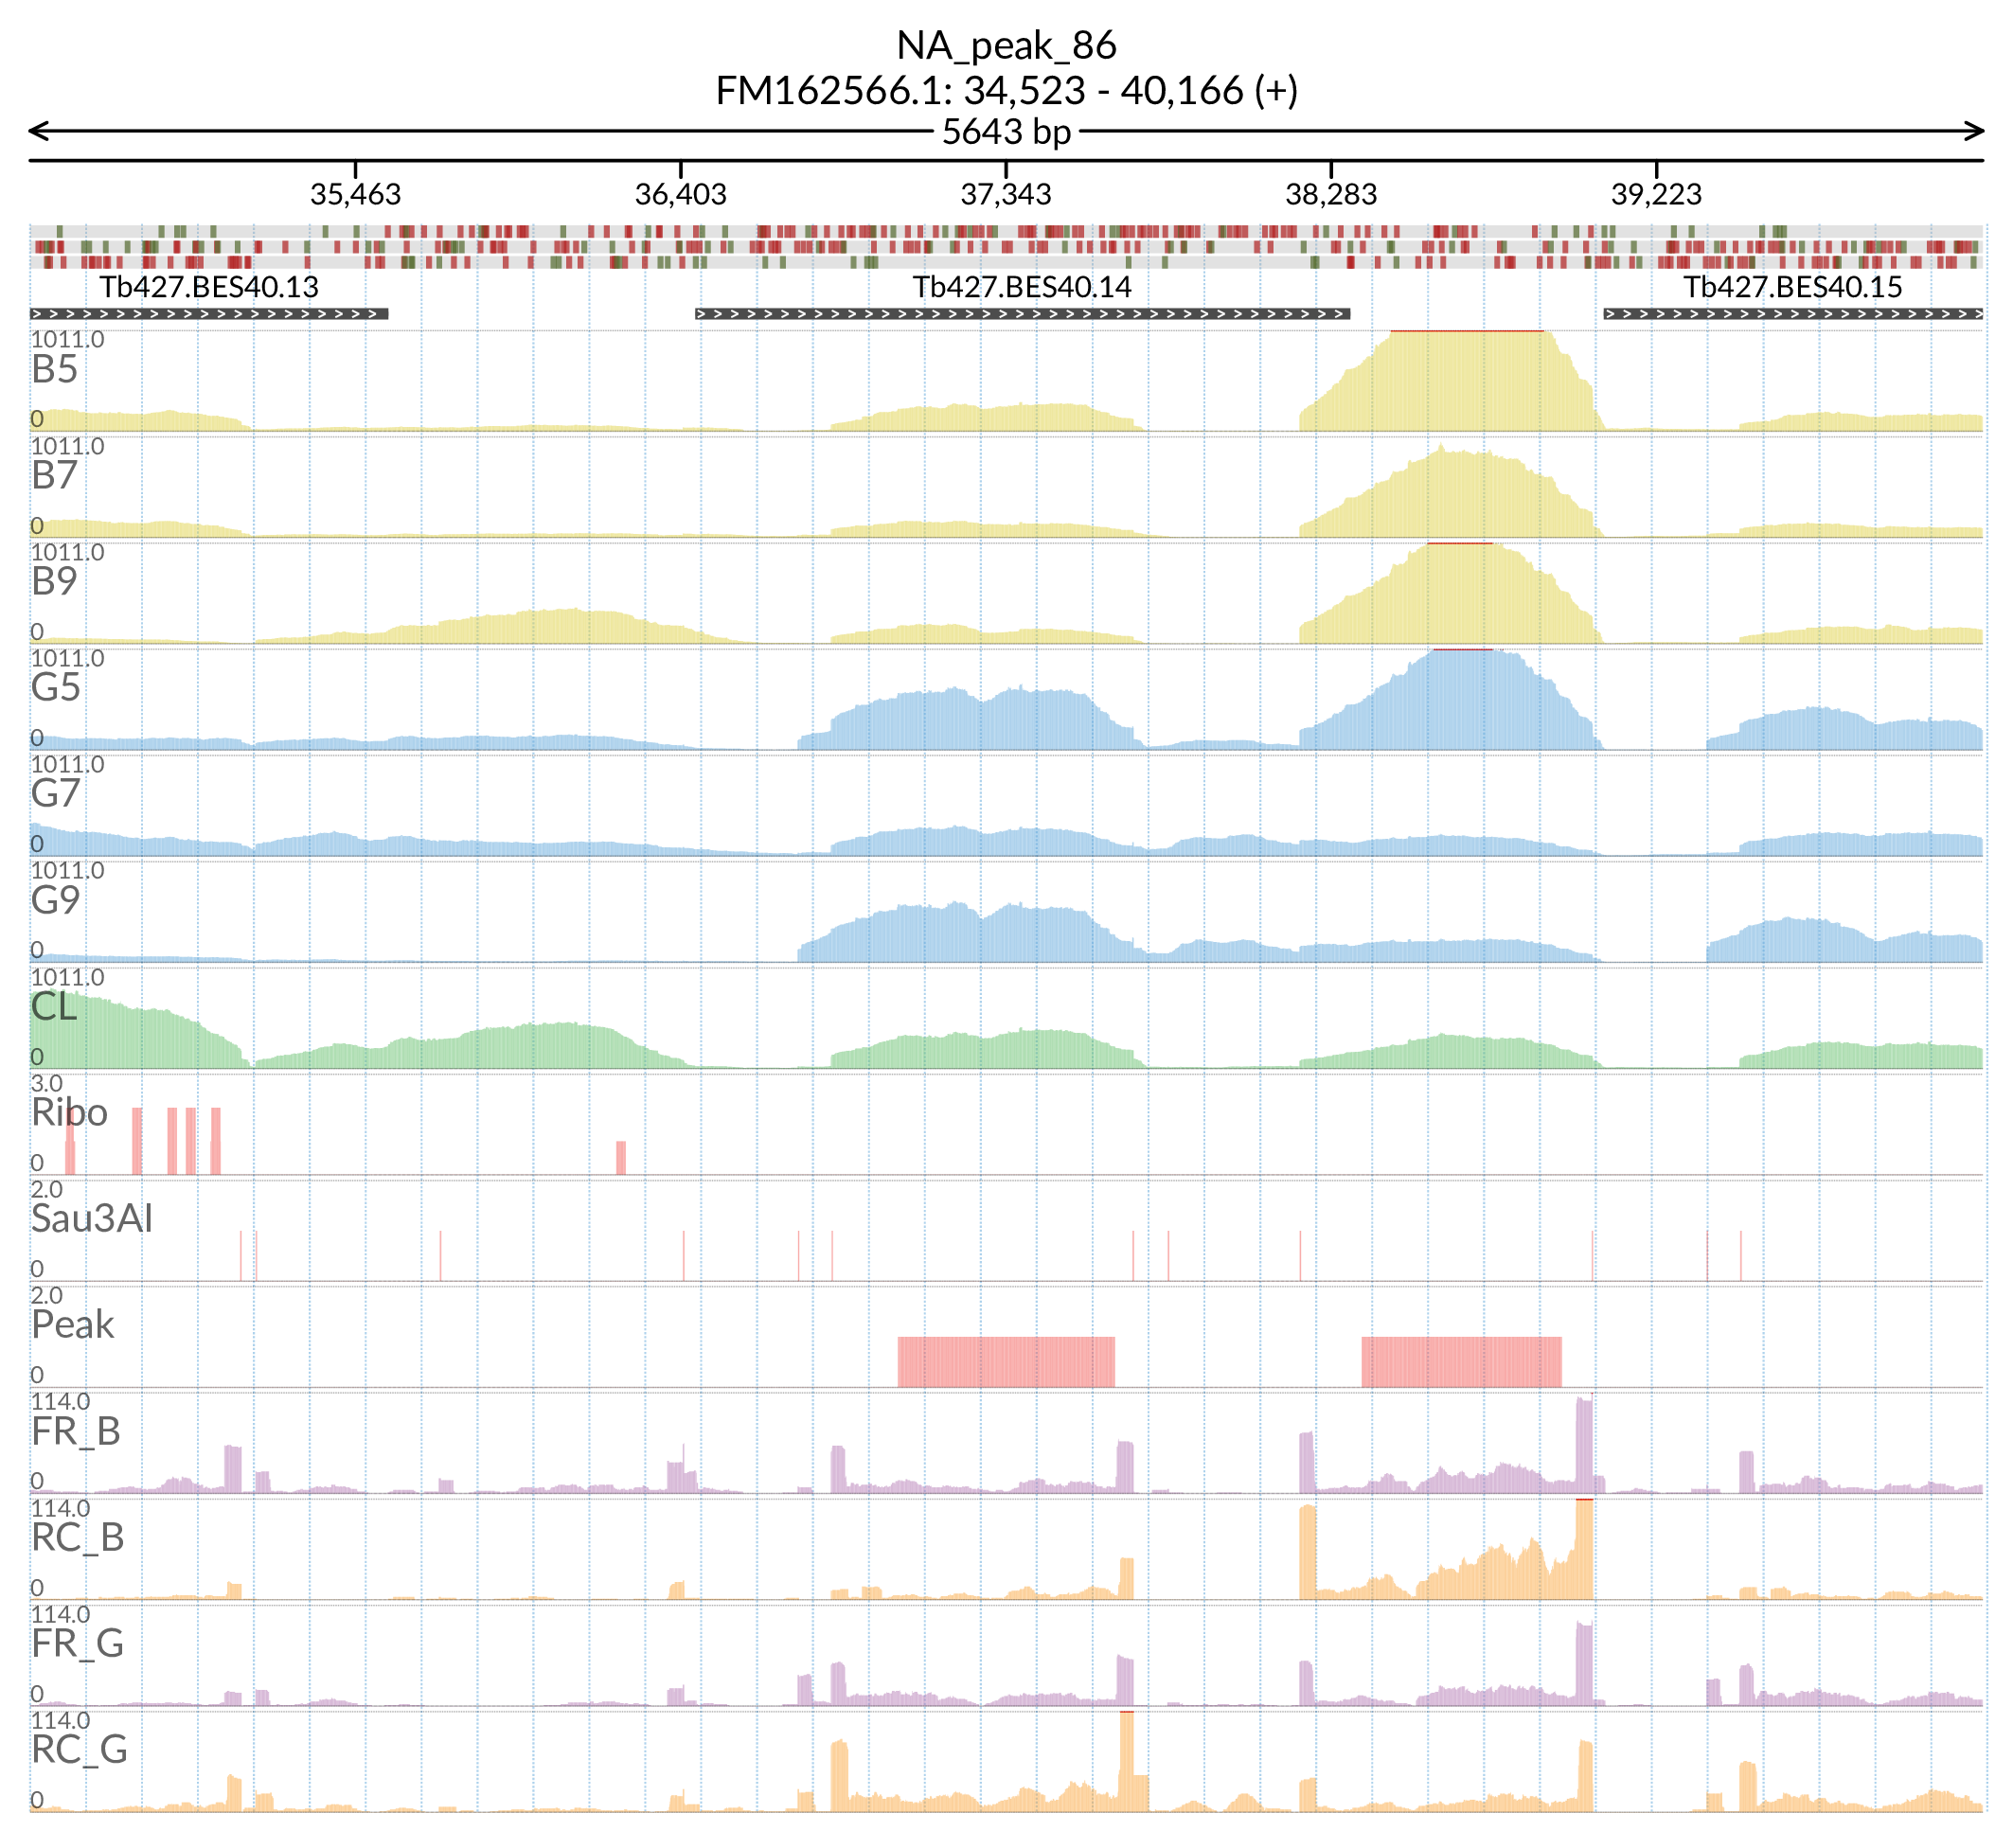 NA_peak_86
FM162566.1: 34,523 - 40,166 (+)
5643 bp
35,463 36,403 37,343 38,283 39,223
Tb427.BES40.13 Tb427.BES40.14 Tb427.BES40.15
1011.0
B5
0
1011.0
B7
0
1011.0
B9
0
1011.0
G5
0
1011.0
G7
0
1011.0
G9
0
1011.0
CL
0
3.0
Ribo
0
2.0
Sau3AI
0
2.0
Peak
0
114.0
FR_B
0
114.0
RC_B
0
114.0
FR_G
0
114.0
RC_G
0